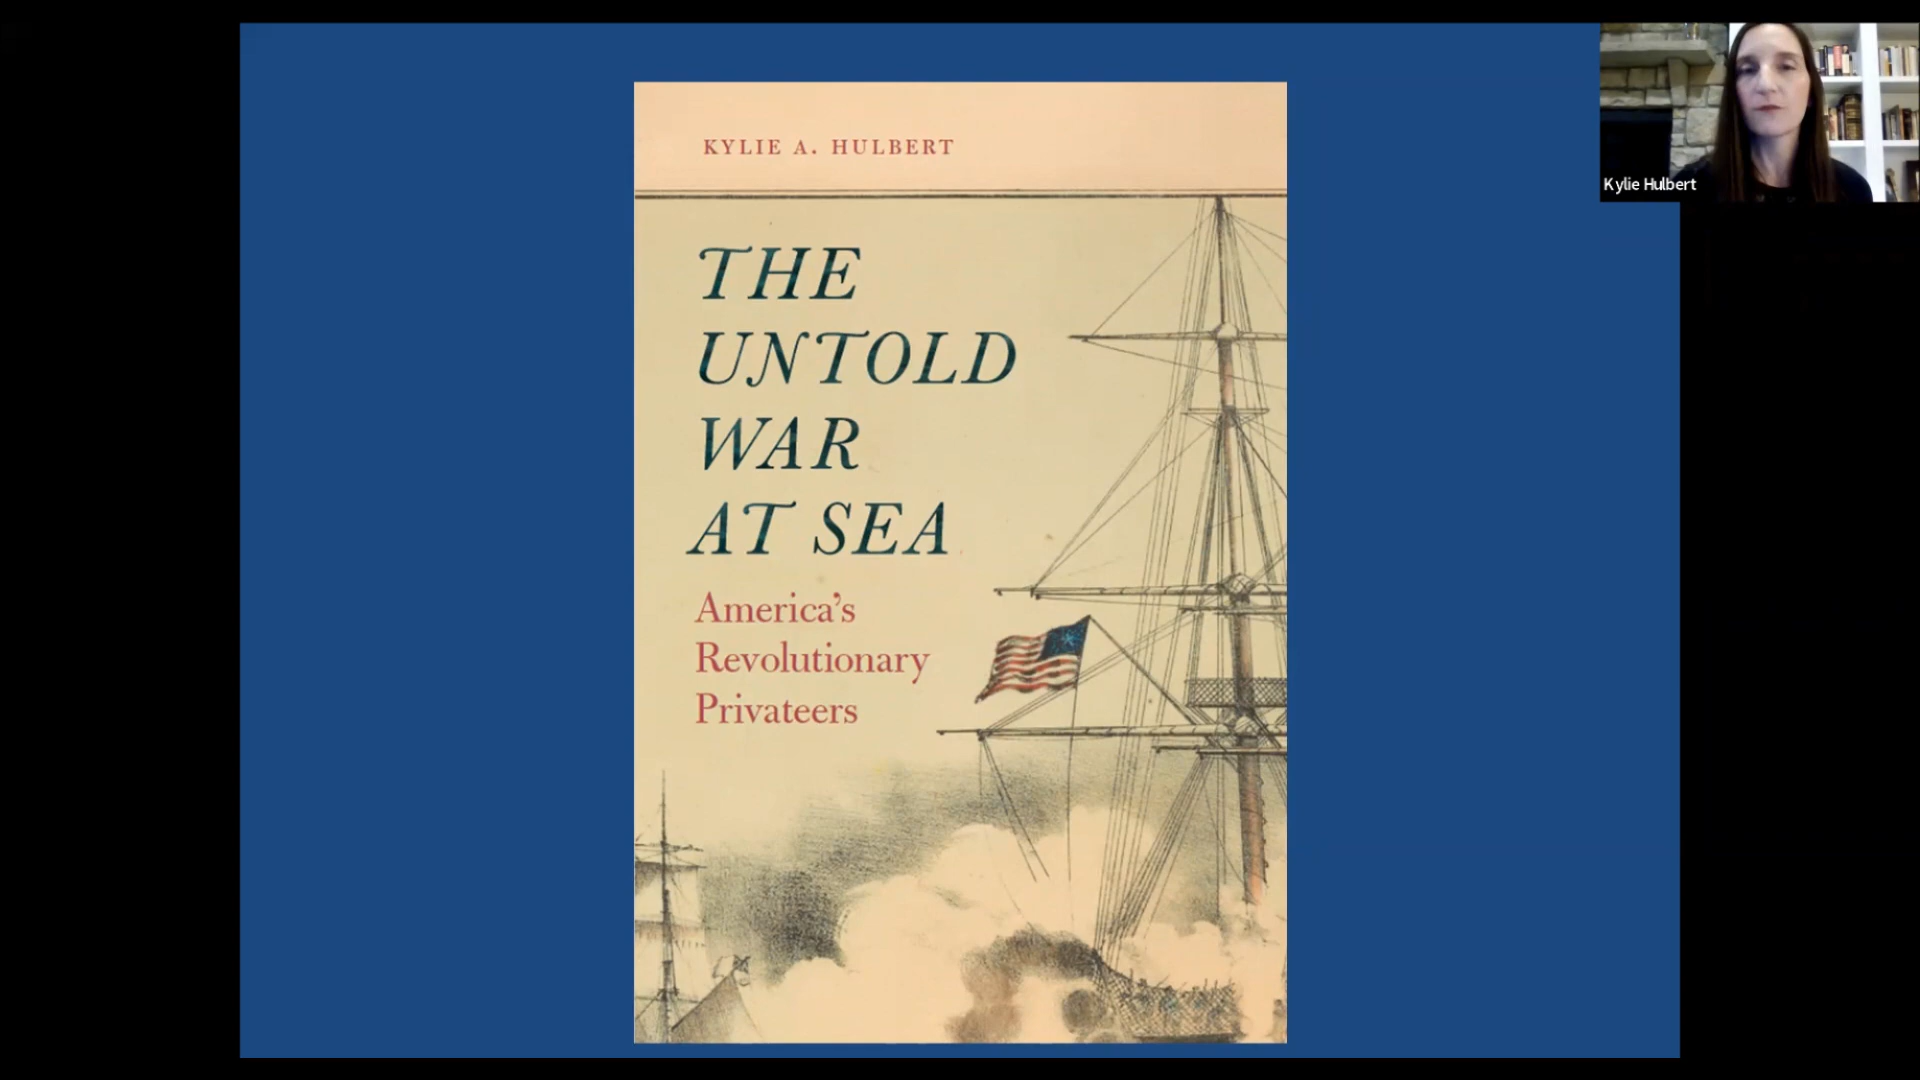 KYLIE A. HULBERT
THE
UNTOLD
WAR
AT SEA
America's
Revolutionary
Privateers
Kylie Hulbert